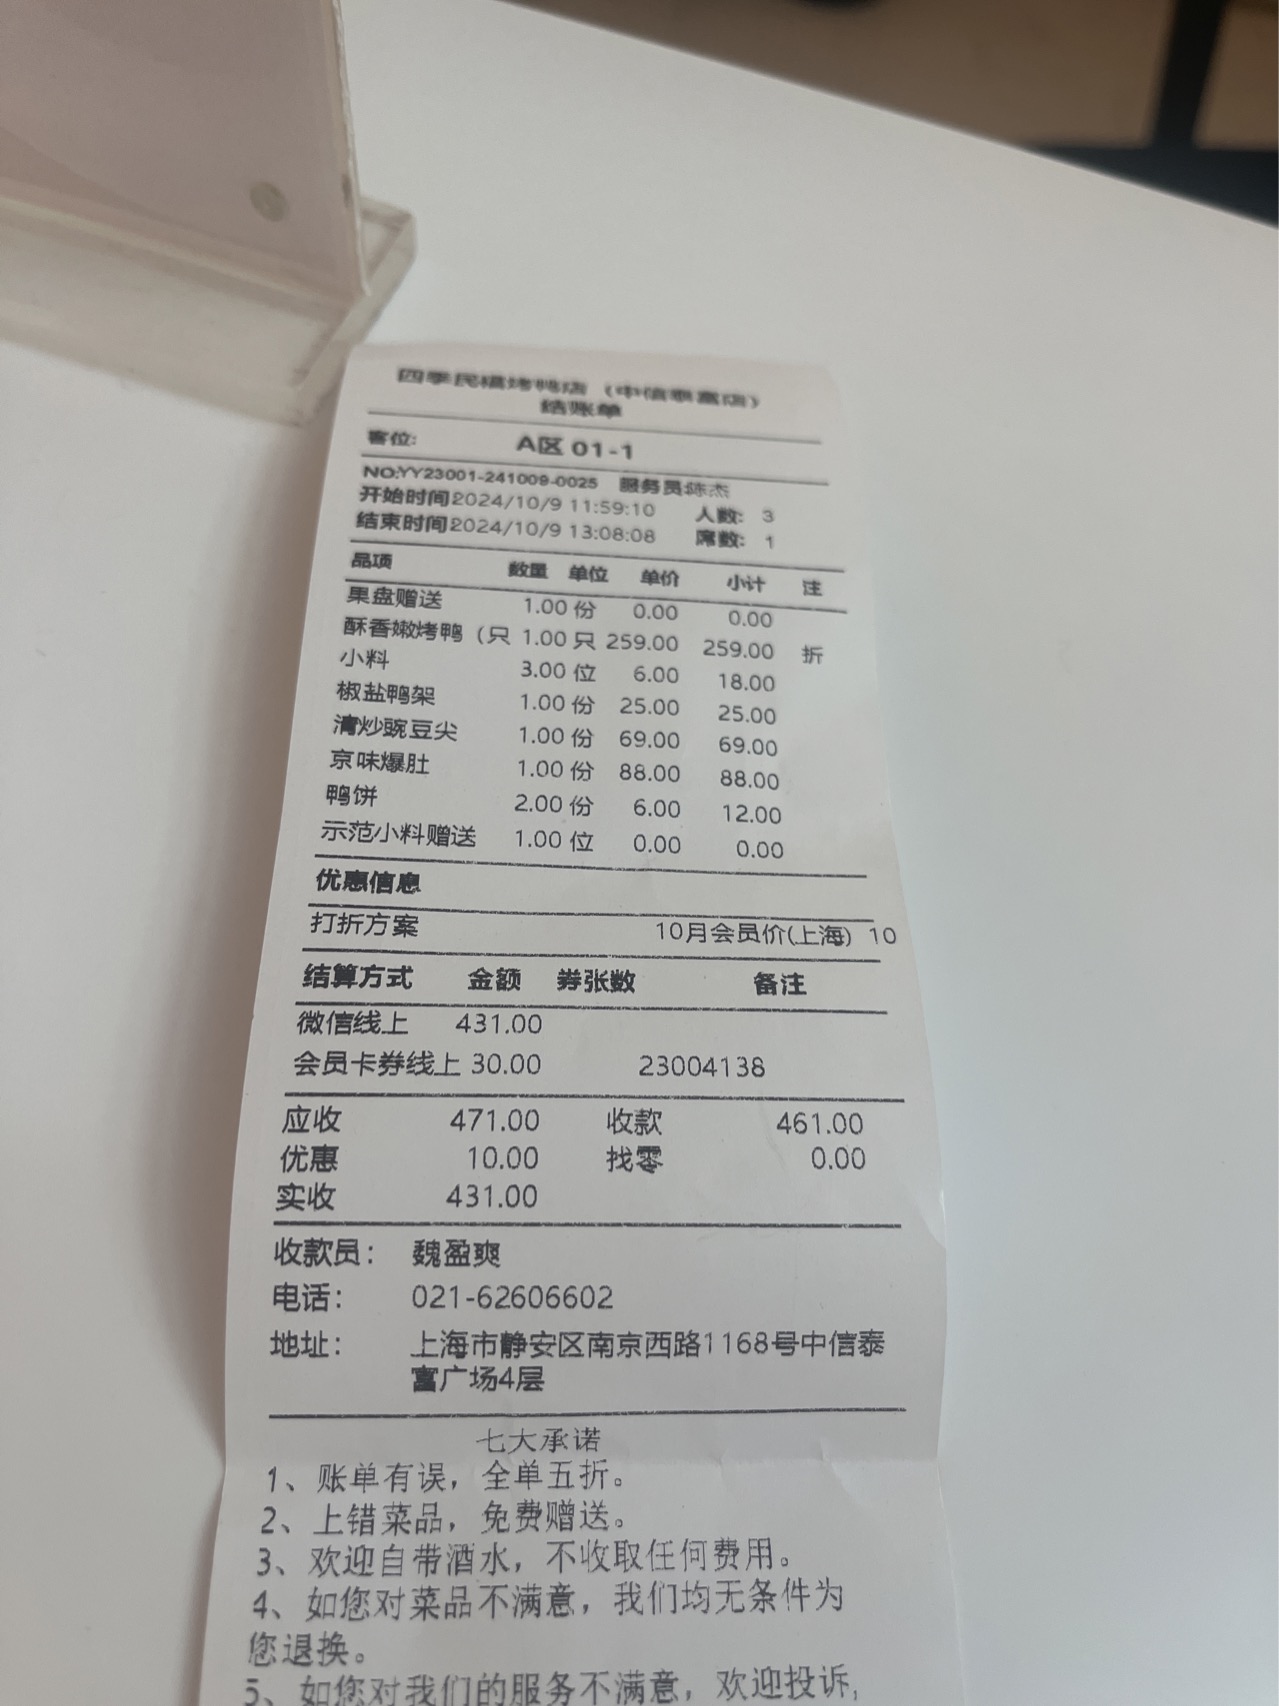 四季民福烤鸭店（中信泰富店）
结账单
客位: A区 01-1
NO:YY23001-241009-0025 服务员:陈杰
开始时间2024/10/9 11:59:10 人数: 3
结束时间2024/10/9 13:08:08 席数: 1
品项 数量 单位 单价 小计 注
果盘赠送 1.00 份 0.00 0.00
酥香嫩烤鸭（只 1.00 只 259.00 259.00 折
小料 3.00 位 6.00 18.00
椒盐鸭架 1.00 份 25.00 25.00
清炒豌豆尖 1.00 份 69.00 69.00
京味爆肚 1.00 份 88.00 88.00
鸭饼 2.00 份 6.00 12.00
示范小料赠送 1.00 位 0.00 0.00
优惠信息
打折方案 10月会员价(上海) 10
结算方式 金额 券张数 备注
微信线上 431.00
会员卡券线上 30.00 23004138
应收 471.00 收款 461.00
优惠 10.00 找零 0.00
实收 431.00
收款员: 魏盈爽
电话: 021-62606602
地址: 上海市静安区南京西路1168号中信泰
富广场4层
七大承诺
1、账单有误，全单五折。
2、上错菜品，免费赠送。
3、欢迎自带酒水，不收取任何费用。
4、如您对菜品不满意，我们均无条件为
您退换。
5、如您对我们的服务不满意，欢迎投诉,